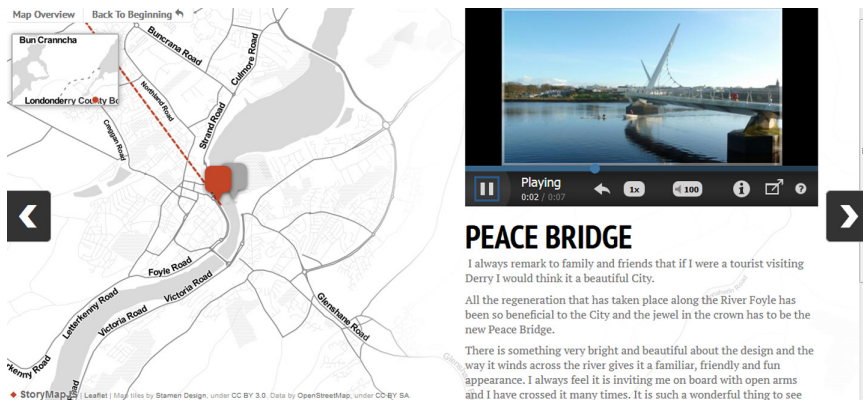 Map Overview
Back To Beginning
Bun Cranncha
Londonderry County Bo
Buncrana Road
Culmore Road
Northland Road
Strand Road
Creggan Road
Foyle Road
Victoria Road
Letterkenny Road
Victoria Road
Glenshane Road
rkenny Road
Road
StoryMapJS | Leaflet | Map tiles by Stamen Design, under CC BY 3.0. Data by OpenStreetMap, under CC BY SA
Playing
0:02 / 0:07
1x
100
i
?
PEACE BRIDGE
I always remark to family and friends that if I were a tourist visiting
Derry I would think it a beautiful City.
All the regeneration that has taken place along the River Foyle has
been so beneficial to the City and the jewel in the crown has to be the
new Peace Bridge.
There is something very bright and beautiful about the design and the
way it winds across the river gives it a familiar, friendly and fun
appearance. I always feel it is inviting me on board with open arms
and I have crossed it many times. It is such a wonderful thing to see